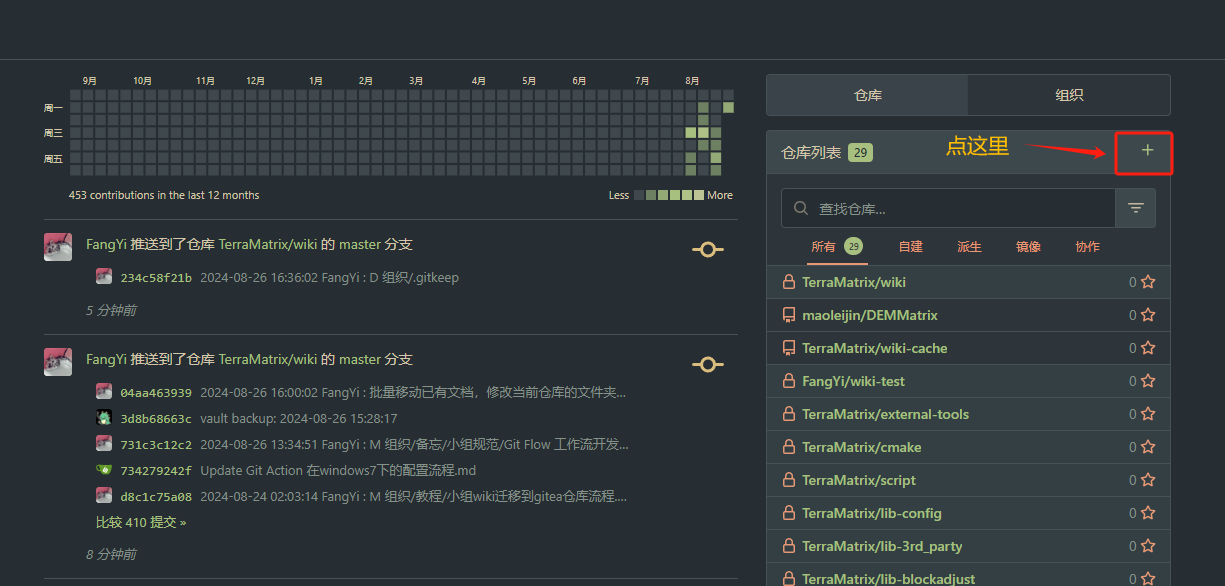 9月 10月 11月 12月 1月 2月 3月 4月 5月 6月 7月 8月
周一
周三
周五
453 contributions in the last 12 months
Less More
FangYi 推送到了仓库 TerraMatrix/wiki 的 master 分支
234c58f21b 2024-08-26 16:36:02 FangYi : D 组织/.gitkeep
5 分钟前
FangYi 推送到了仓库 TerraMatrix/wiki 的 master 分支
04aa463939 2024-08-26 16:00:02 FangYi : 批量移动已有文档，修改当前仓库的文件夹...
3d8b68663c vault backup: 2024-08-26 15:28:17
731c3c12c2 2024-08-26 13:34:51 FangYi : M 组织/备忘/小组规范/Git Flow 工作流开发...
734279242f Update Git Action 在windows7下的配置流程.md
d8c1c75a08 2024-08-24 02:03:14 FangYi : M 组织/教程/小组wiki迁移到gitea仓库流程....
比较 410 提交 »
8 分钟前
仓库 组织
仓库列表 29 点这里 +
查找仓库...
所有 29 自建 派生 镜像 协作
TerraMatrix/wiki 0
maoleijin/DEMMatrix 0
TerraMatrix/wiki-cache 0
FangYi/wiki-test 0
TerraMatrix/external-tools 0
TerraMatrix/cmake 0
TerraMatrix/script 0
TerraMatrix/lib-config 0
TerraMatrix/lib-3rd_party 0
TerraMatrix/lib-blockadjust 0